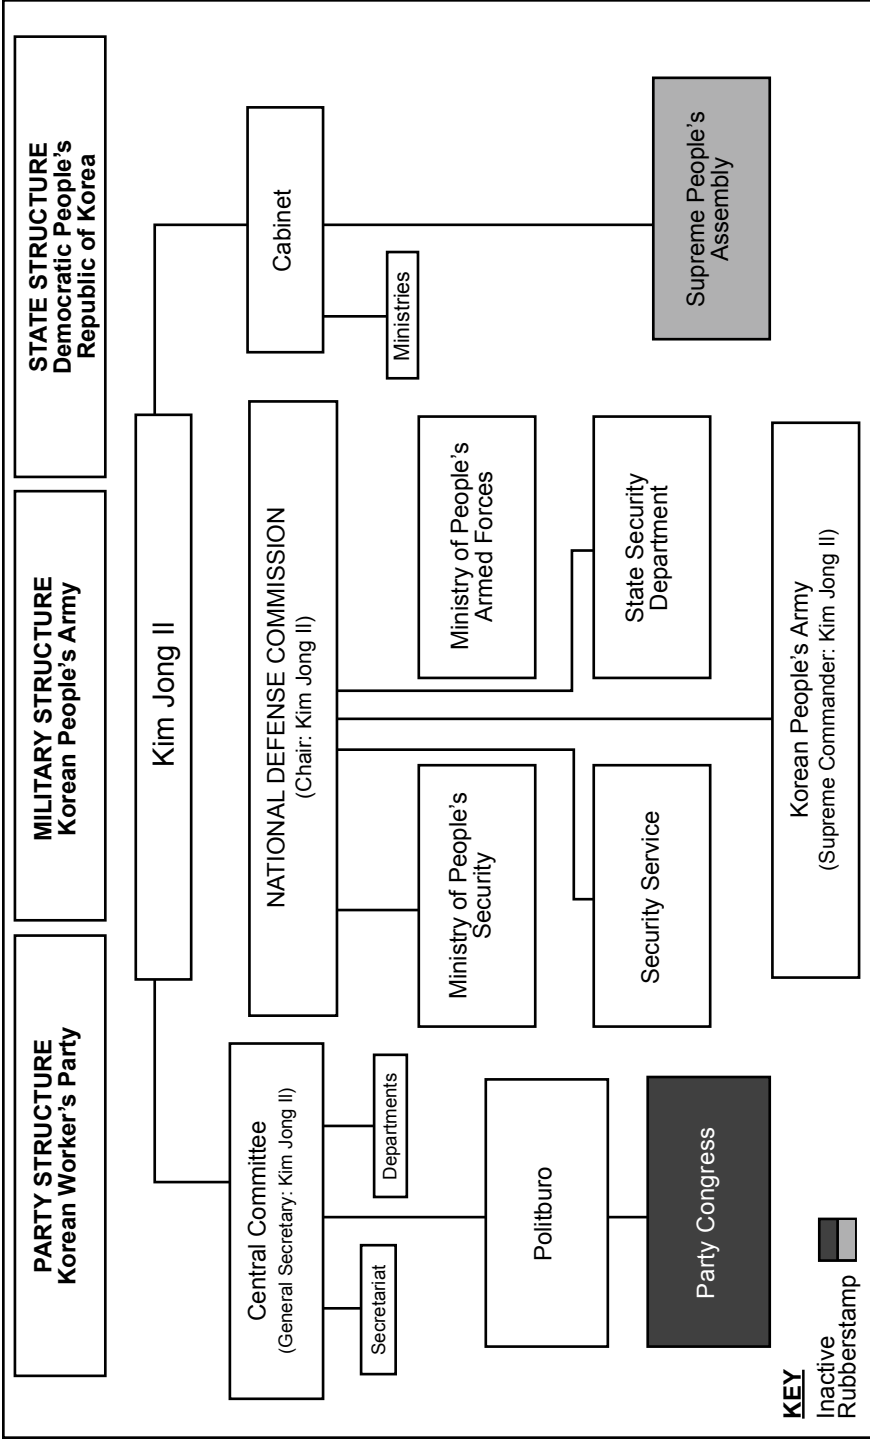 PARTY STRUCTURE
Korean Worker's Party
MILITARY STRUCTURE
Korean People's Army
STATE STRUCTURE
Democratic People's
Republic of Korea
Kim Jong Il
Central Committee
(General Secretary: Kim Jong Il)
Secretariat
Departments
Politburo
Party Congress
NATIONAL DEFENSE COMMISSION
(Chair: Kim Jong Il)
Ministry of People's
Security
Ministry of People's
Armed Forces
Security Service
State Security
Department
Korean People's Army
(Supreme Commander: Kim Jong Il)
Cabinet
Ministries
Supreme People's
Assembly
KEY
Inactive
Rubberstamp